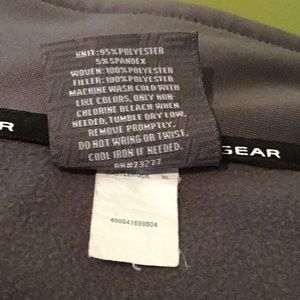 KNIT: 95% POLYESTER
5% SPANDEX
WOVEN: 100% POLYESTER
FILLER: 100% POLYESTER
MACHINE WASH COLD WITH
LIKE COLORS, ONLY NON-
CHLORINE BLEACH WHEN
NEEDED. TUMBLE DRY LOW.
REMOVE PROMPTLY.
DO NOT WRING OR TWIST.
COOL IRON IF NEEDED.
RN#73277
R
GEAR
XL